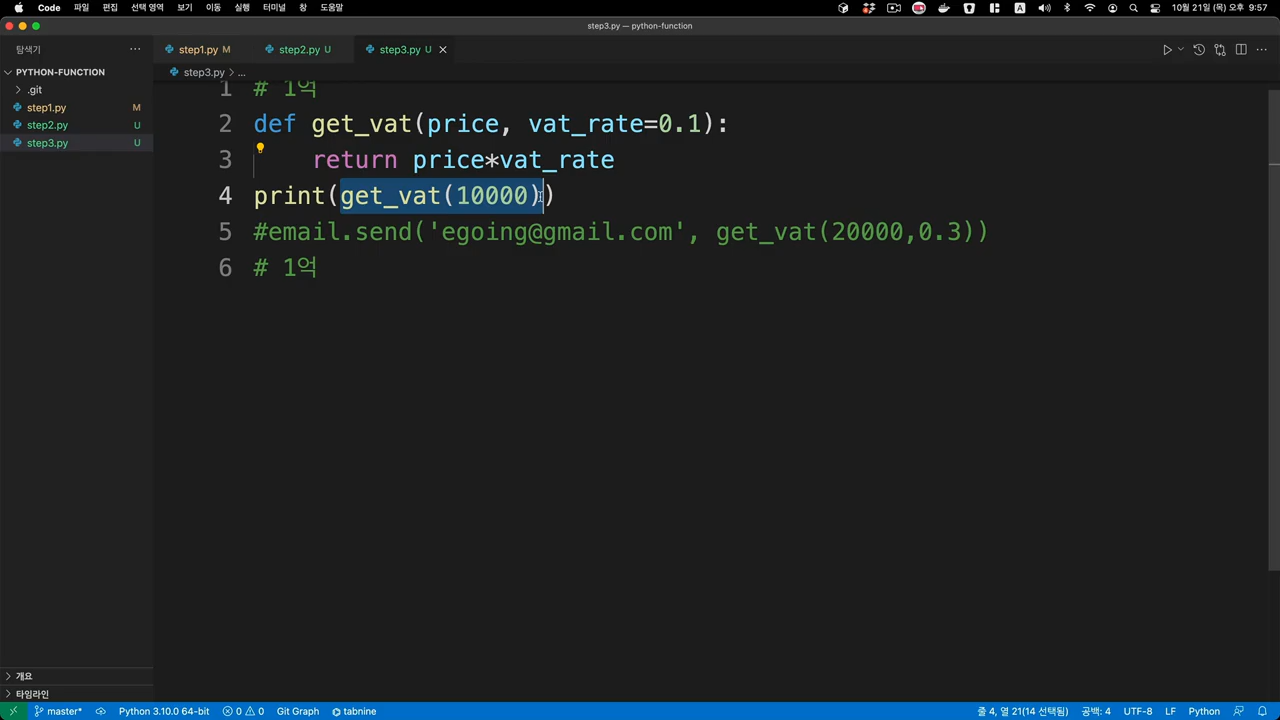 Code 파일 편집 선택 영역 보기 이동 실행 터미널 창 도움말 A 10월 21일 (목) 오후 9:57
step3.py — python-function
탐색기 ··· step1.py M step2.py U step3.py U
PYTHON-FUNCTION step3.py > ...
.git
step1.py M
step2.py U
step3.py U
1 # 1억
2 def get_vat(price, vat_rate=0.1):
3 return price*vat_rate
4 print(get_vat(10000))
5 #email.send('egoing@gmail.com', get_vat(20000,0.3))
6 # 1억
개요
타임라인
master* Python 3.10.0 64-bit 0 0 Git Graph tabnine 줄 4, 열 21(14 선택됨) 공백: 4 UTF-8 LF Python